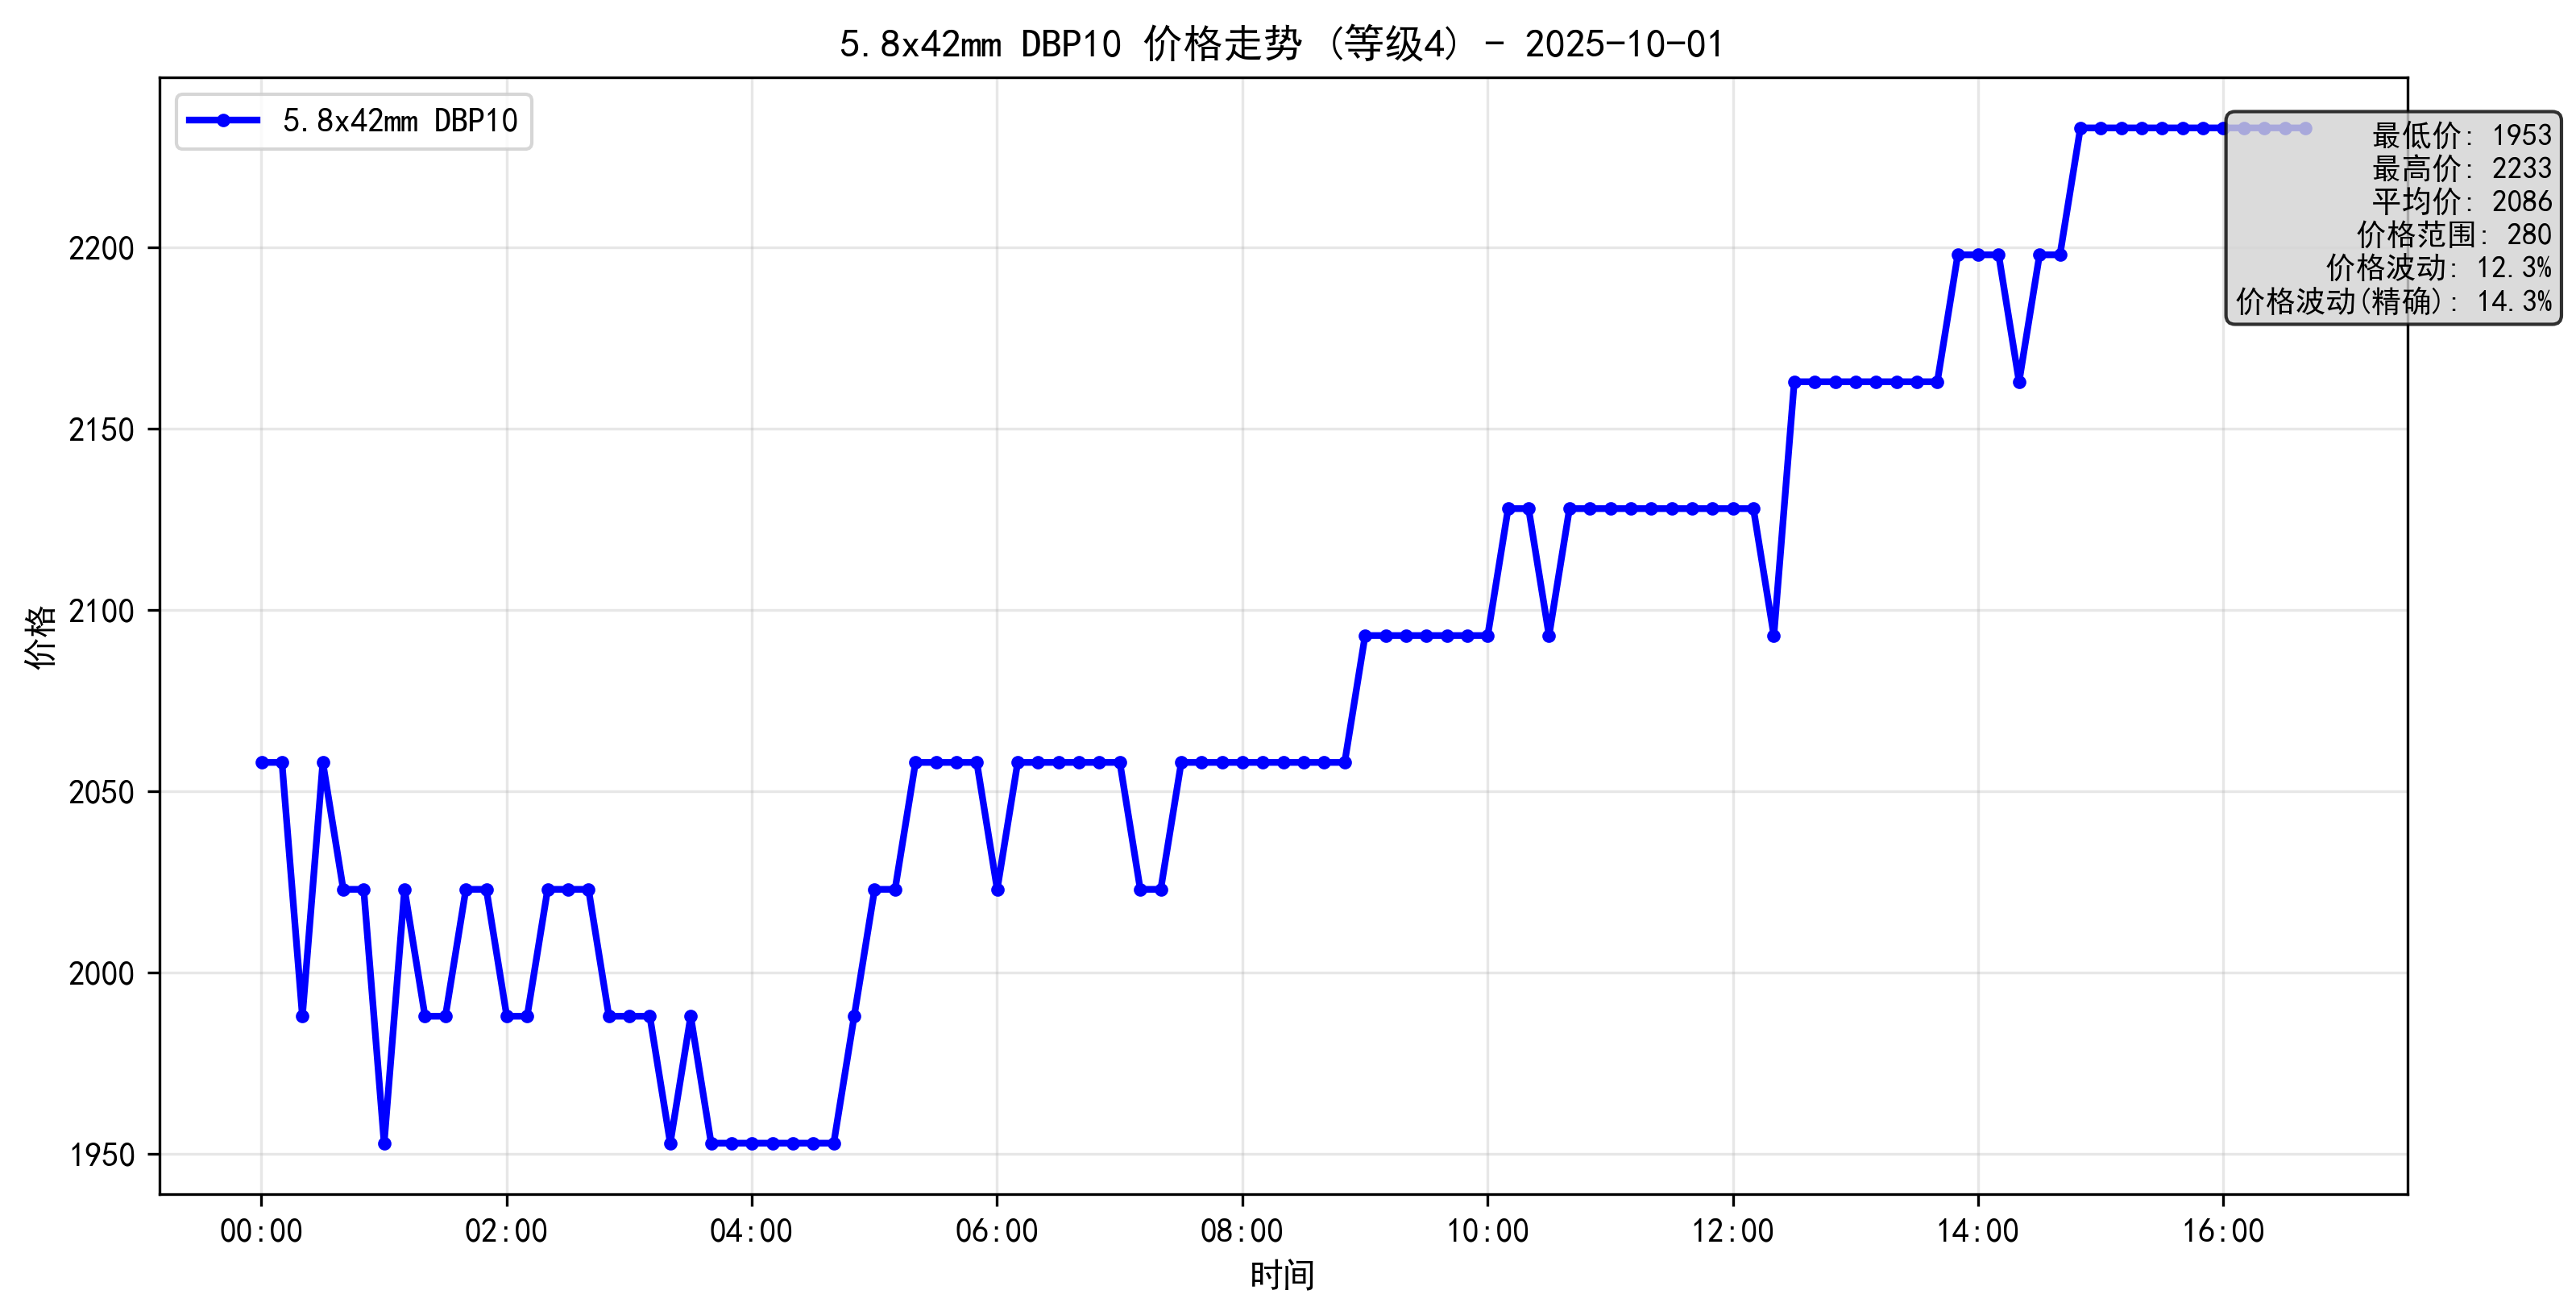 5.8x42mm DBP10 价格走势 (等级4) - 2025-10-01
5.8x42mm DBP10
最低价: 1953
最高价: 2233
平均价: 2086
价格范围: 280
价格波动: 12.3%
价格波动(精确): 14.3%
价格
2200
2150
2100
2050
2000
1950
00:00 02:00 04:00 06:00 08:00 10:00 12:00 14:00 16:00
时间